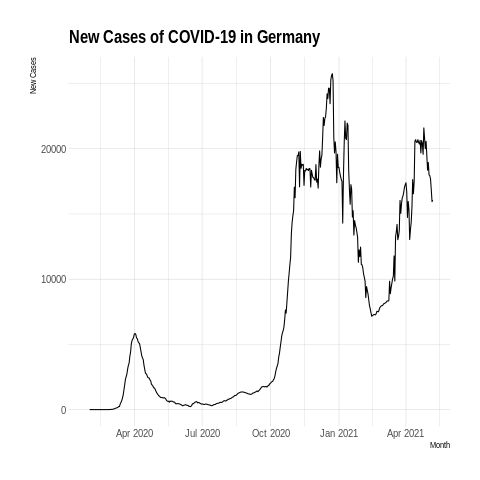 New Cases of COVID-19 in Germany
New Cases
20000
10000
0
Apr 2020
Jul 2020
Oct 2020
Jan 2021
Apr 2021
Month